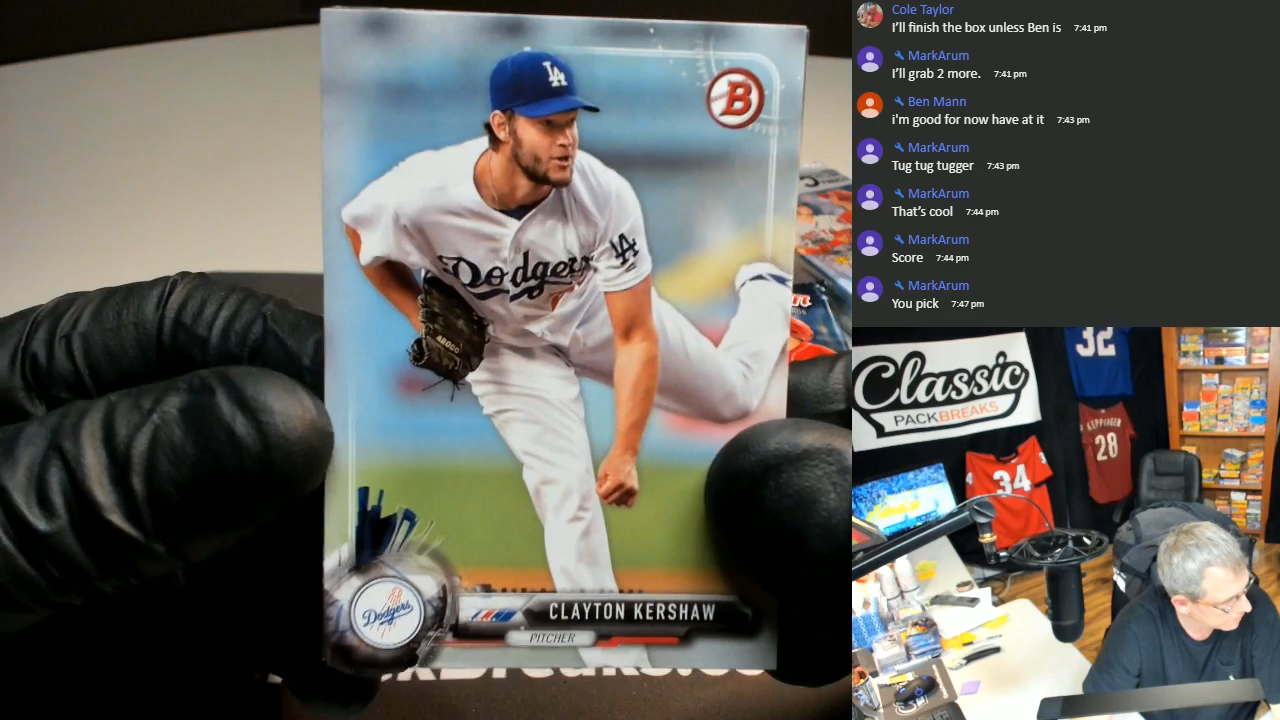 LA
B
Dodgers
LA
Dodgers
CLAYTON KERSHAW
PITCHER
Cole Taylor
I'll finish the box unless Ben is 7:41 pm
MarkArum
I'll grab 2 more. 7:41 pm
Ben Mann
i'm good for now have at it 7:43 pm
MarkArum
Tug tug tugger 7:43 pm
MarkArum
That's cool 7:44 pm
MarkArum
Score 7:44 pm
MarkArum
You pick 7:47 pm
Classic
PACKBREAKS
32
KEPPINGER
28
34